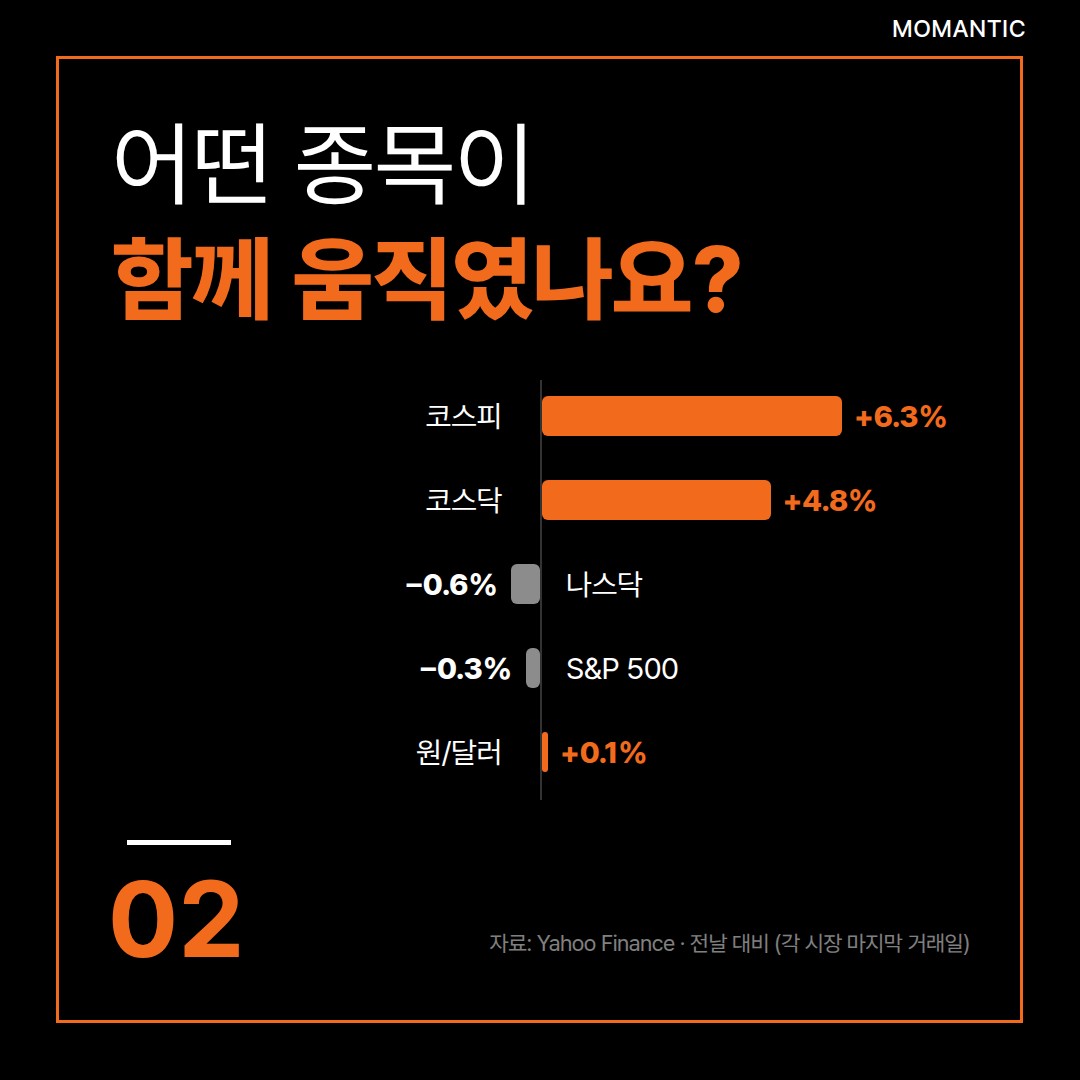 MOMANTIC
어떤 종목이
함께 움직였나요?
코스피 +6.3%
코스닥 +4.8%
−0.6% 나스닥
−0.3% S&P 500
원/달러 +0.1%
02
자료: Yahoo Finance · 전날 대비 (각 시장 마지막 거래일)